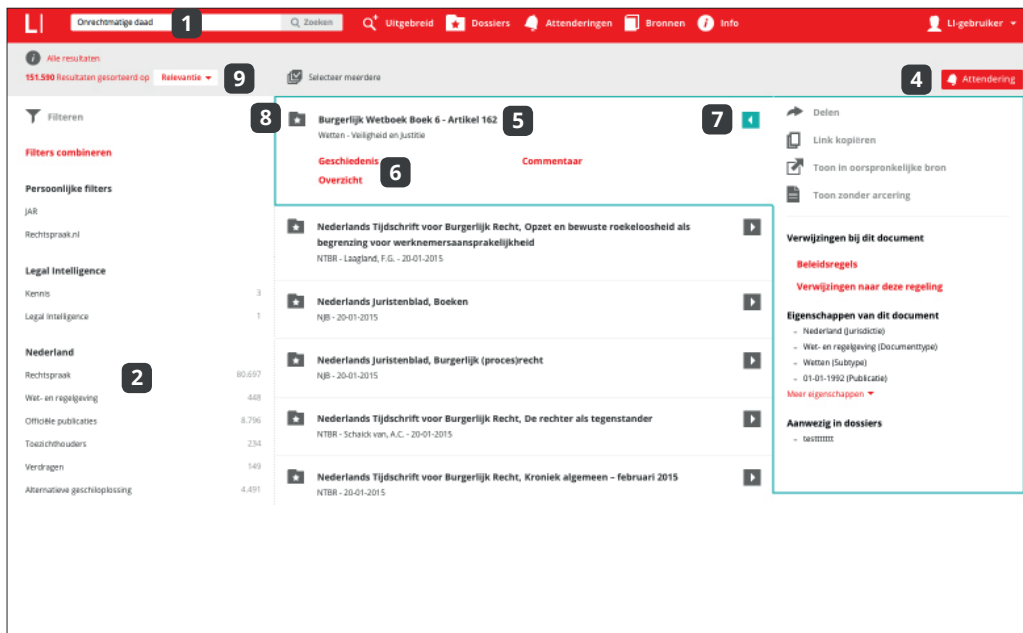 LI
Onrechtmatige daad
1
Zoeken
Uitgebreid
Dossiers
Attenderingen
Bronnen
Info
LI-gebruiker
Alle resultaten
151.590 Resultaten gesorteerd op Relevantie
9
Selecteer meerdere
4
Attendering
Filteren
Filters combineren
Persoonlijke filters
JAR
Rechtspraak.nl
Legal Intelligence
Kennis 3
Legal Intelligence 1
Nederland
Rechtspraak 2 80.697
Wet- en regelgeving 448
Officiële publicaties 8.796
Toezichthouders 234
Verdragen 149
Alternatieve geschiloplossing 4.491
8
Burgerlijk Wetboek Boek 6 - Artikel 162
5
7
Wetten - Veiligheid en Justitie
Geschiedenis
6
Commentaar
Overzicht
Nederlands Tijdschrift voor Burgerlijk Recht, Opzet en bewuste roekeloosheid als
begrenzing voor werknemersaansprakelijkheid
NTBR - Laagland, F.G. - 20-01-2015
Nederlands Juristenblad, Boeken
NJB - 20-01-2015
Nederlands Juristenblad, Burgerlijk (proces)recht
NJB - 20-01-2015
Nederlands Tijdschrift voor Burgerlijk Recht, De rechter als tegenstander
NTBR - Schaick van, A.C. - 20-01-2015
Nederlands Tijdschrift voor Burgerlijk Recht, Kroniek algemeen – februari 2015
NTBR - 20-01-2015
Delen
Link kopiëren
Toon in oorspronkelijke bron
Toon zonder arcering
Verwijzingen bij dit document
Beleidsregels
Verwijzingen naar deze regeling
Eigenschappen van dit document
- Nederland (Jurisdictie)
- Wet- en regelgeving (Documenttype)
- Wetten (Subtype)
- 01-01-1992 (Publicatie)
Meer eigenschappen
Aanwezig in dossiers
- testttttttt